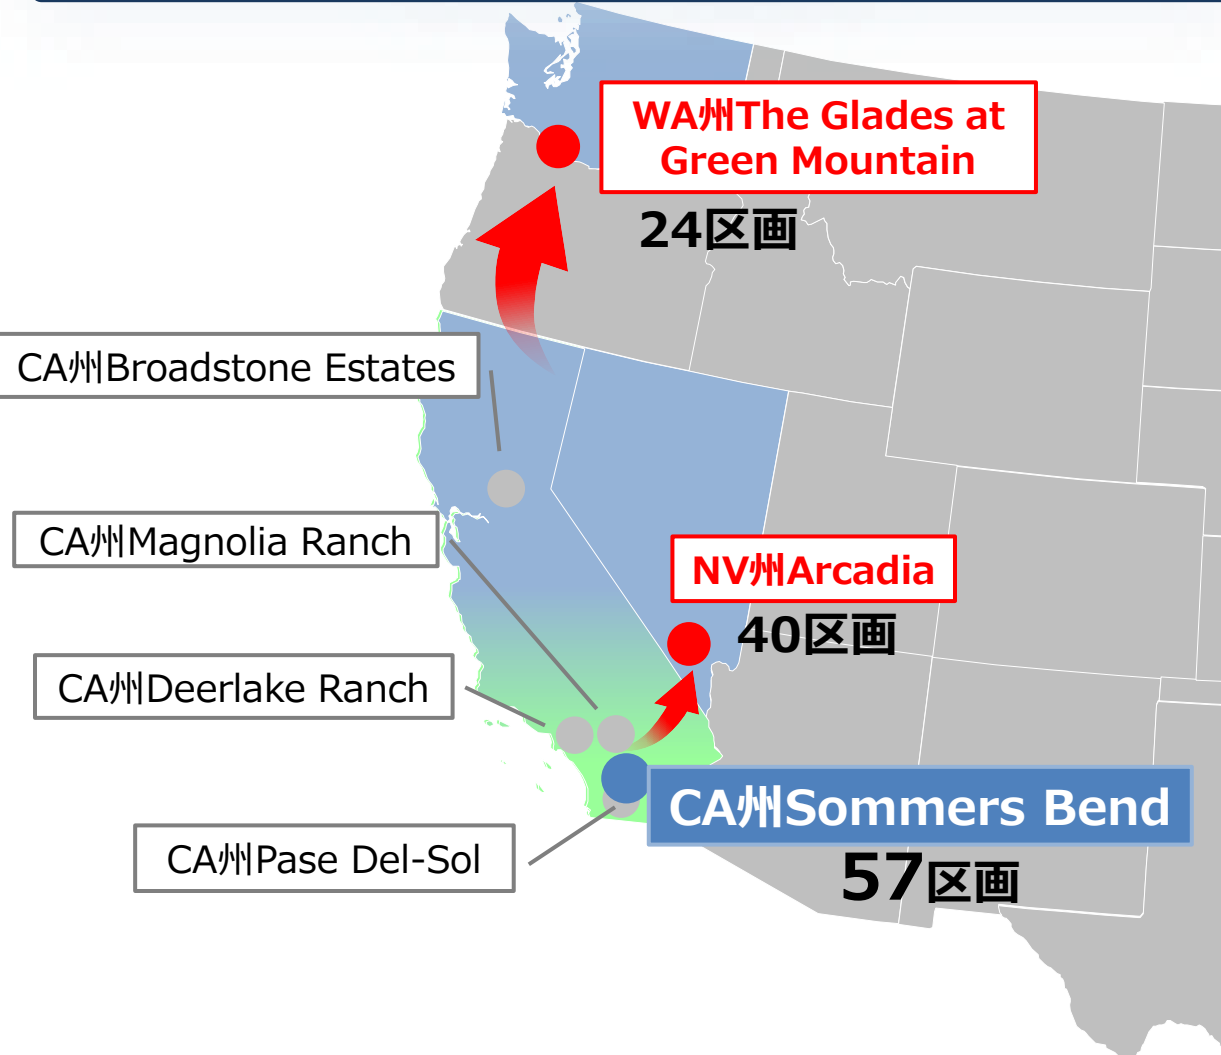 WA州The Glades at
Green Mountain
24区画
CA州Broadstone Estates
CA州Magnolia Ranch
NV州Arcadia
40区画
CA州Deerlake Ranch
CA州Sommers Bend
57区画
CA州Pase Del-Sol